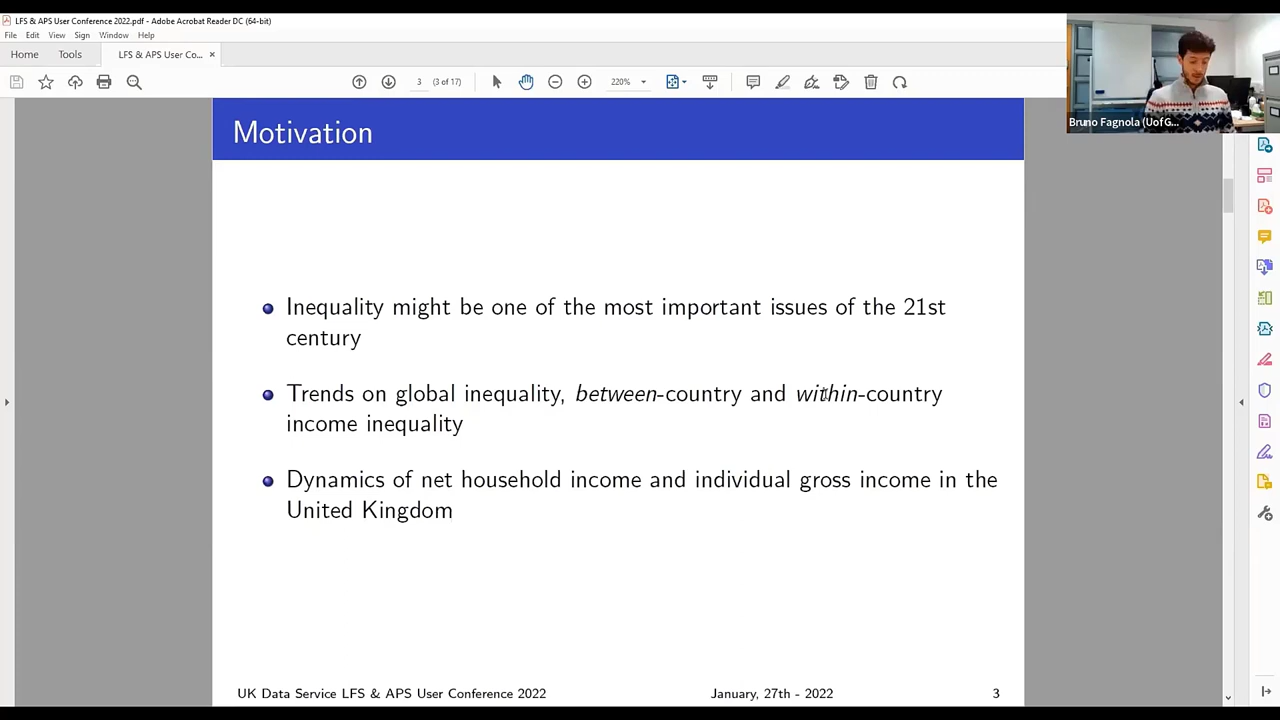 LFS & APS User Conference 2022.pdf - Adobe Acrobat Reader DC (64-bit)
File Edit View Sign Window Help
Home Tools LFS & APS User Co... ×
3 (3 of 17) 220%
Bruno Fagnola (UofG...
Motivation
Inequality might be one of the most important issues of the 21st
century
Trends on global inequality, between-country and within-country
income inequality
Dynamics of net household income and individual gross income in the
United Kingdom
UK Data Service LFS & APS User Conference 2022 January, 27th - 2022 3